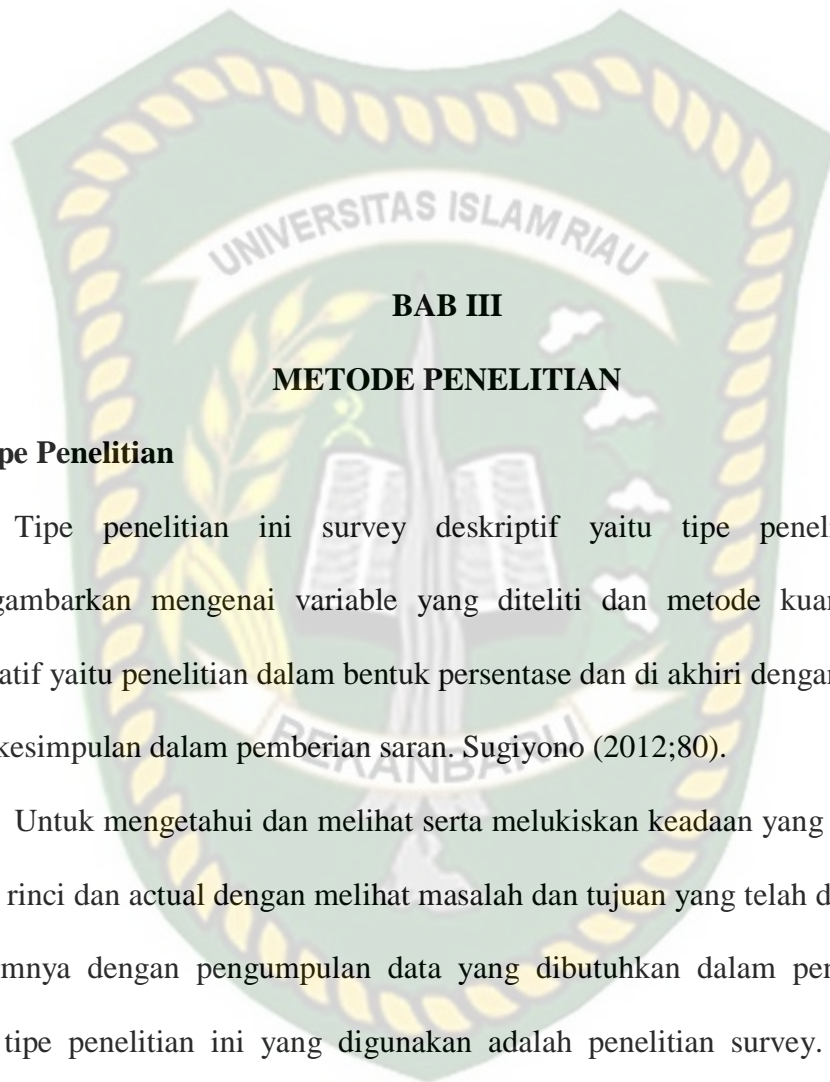 UNIVERSITAS ISLAM RIAU
BAB III
METODE PENELITIAN
pe Penelitian
Tipe penelitian ini survey deskriptif yaitu tipe penel
gambarkan mengenai variable yang diteliti dan metode kuan
atif yaitu penelitian dalam bentuk persentase dan di akhiri dengan
kesimpulan dalam pemberian saran. Sugiyono (2012;80).
PEKANBARU
Untuk mengetahui dan melihat serta melukiskan keadaan yang
rinci dan actual dengan melihat masalah dan tujuan yang telah d
mnya dengan pengumpulan data yang dibutuhkan dalam pen
tipe penelitian ini yang digunakan adalah penelitian survey.